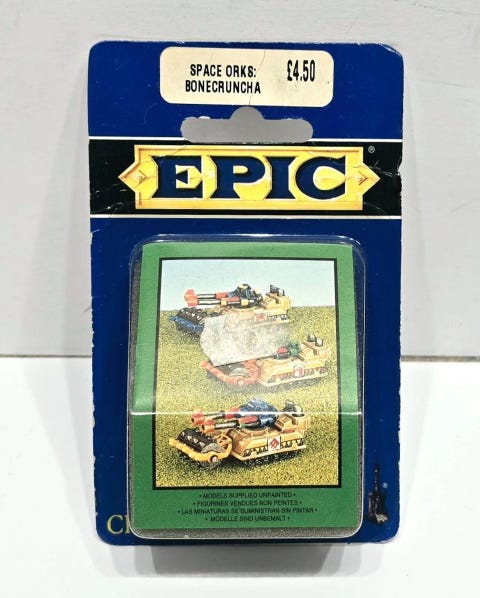 SPACE ORKS:
BONECRUNCHA
£4.50
EPIC ®
• MODELS SUPPLIED UNPAINTED •
• FIGURINES VENDUES NON PEINTES •
• LAS MINIATURAS SE SUMINISTRAN SIN PINTAR •
• MODELLE SIND UNBEMALT •